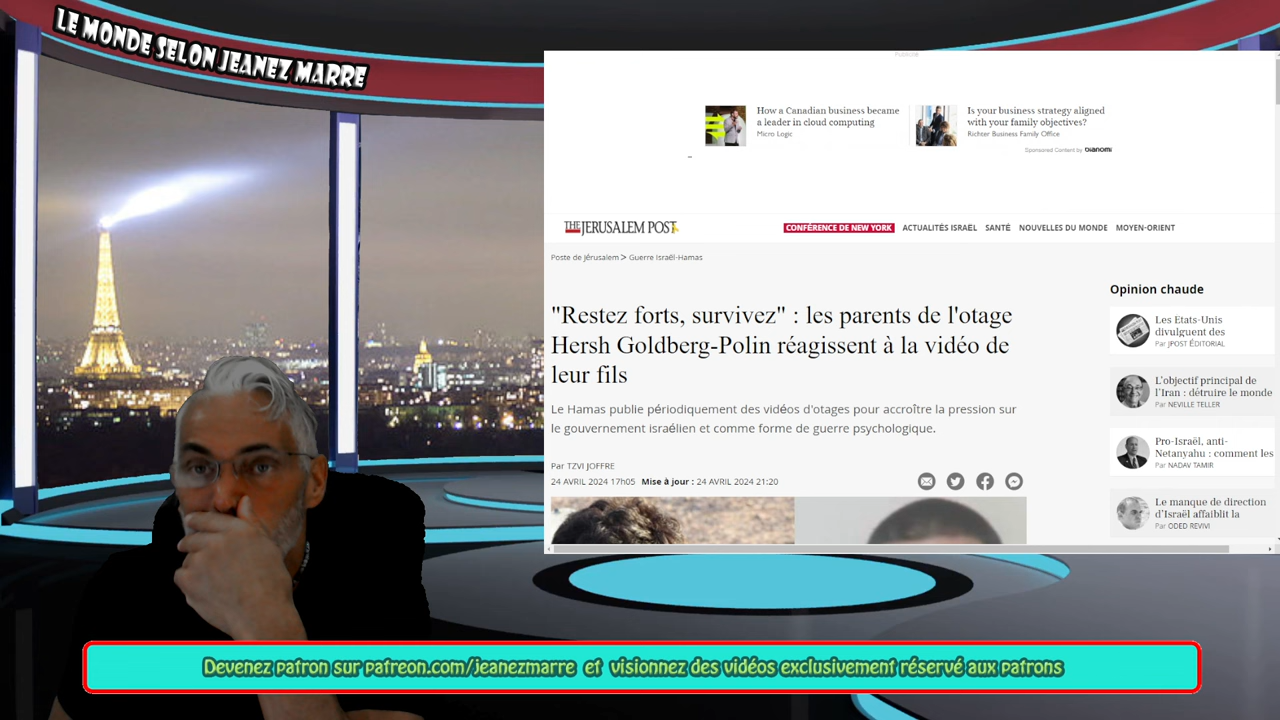 LE MONDE SELON JEANEZ MARRE
Publicité
How a Canadian business became
a leader in cloud computing
Micro Logic
Is your business strategy aligned
with your family objectives?
Richter Business Family Office
Sponsored Content by bianomi
THE JERUSALEM POST
CONFÉRENCE DE NEW YORK
ACTUALITÉS ISRAËL
SANTÉ
NOUVELLES DU MONDE
MOYEN-ORIENT
Poste de Jérusalem > Guerre Israël-Hamas
"Restez forts, survivez" : les parents de l'otage
Hersh Goldberg-Polin réagissent à la vidéo de
leur fils
Le Hamas publie périodiquement des vidéos d'otages pour accroître la pression sur
le gouvernement israélien et comme forme de guerre psychologique.
Par TZVI JOFFRE
24 AVRIL 2024 17h05 Mise à jour : 24 AVRIL 2024 21:20
Opinion chaude
Les Etats-Unis
divulguent des
Par JPOST ÉDITORIAL
L'objectif principal de
l'Iran : détruire le monde
Par NEVILLE TELLER
Pro-Israël, anti-
Netanyahu : comment les
Par NADAV TAMIR
Le manque de direction
d'Israël affaiblit la
Par ODED REVIVI
Devenez patron sur patreon.com/jeanezmarre et visionnez des vidéos exclusivement réservé aux patrons